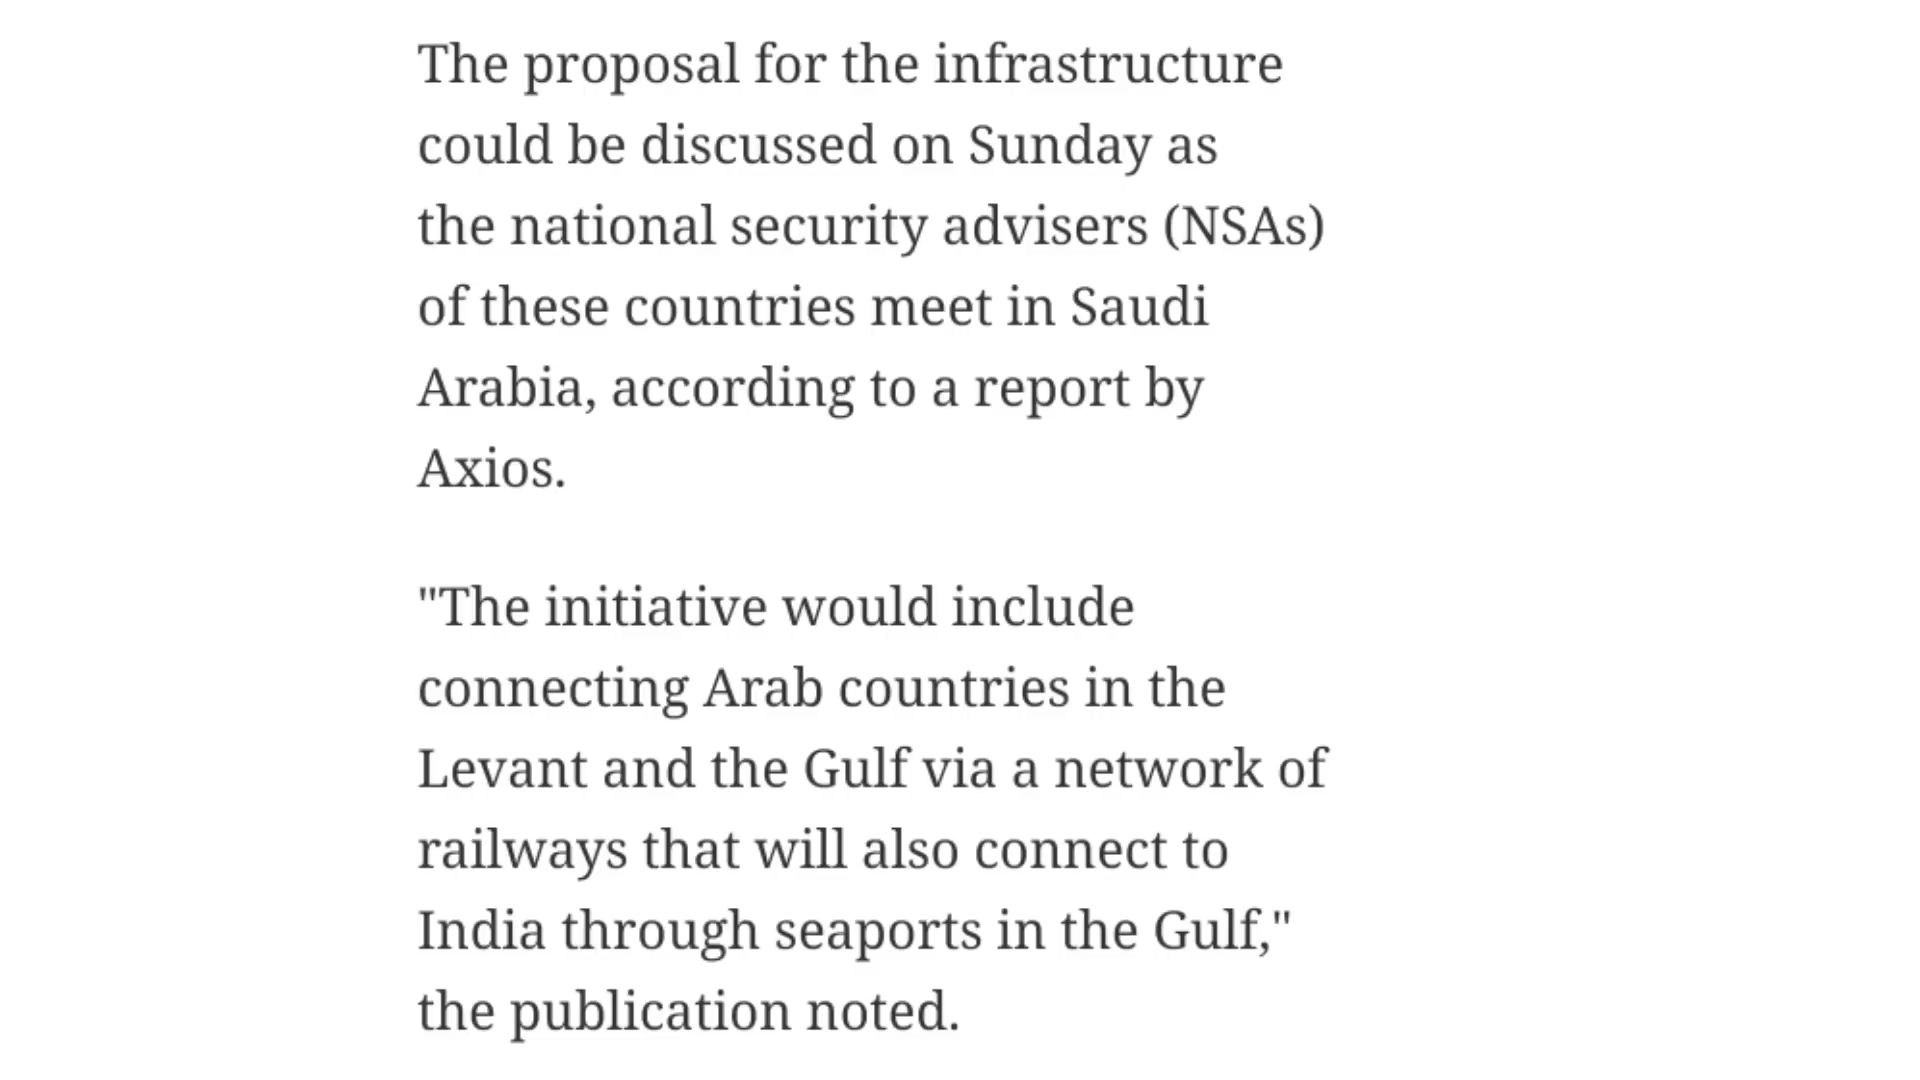 The proposal for the infrastructure
could be discussed on Sunday as
the national security advisers (NSAs)
of these countries meet in Saudi
Arabia, according to a report by
Axios.
"The initiative would include
connecting Arab countries in the
Levant and the Gulf via a network of
railways that will also connect to
India through seaports in the Gulf,"
the publication noted.